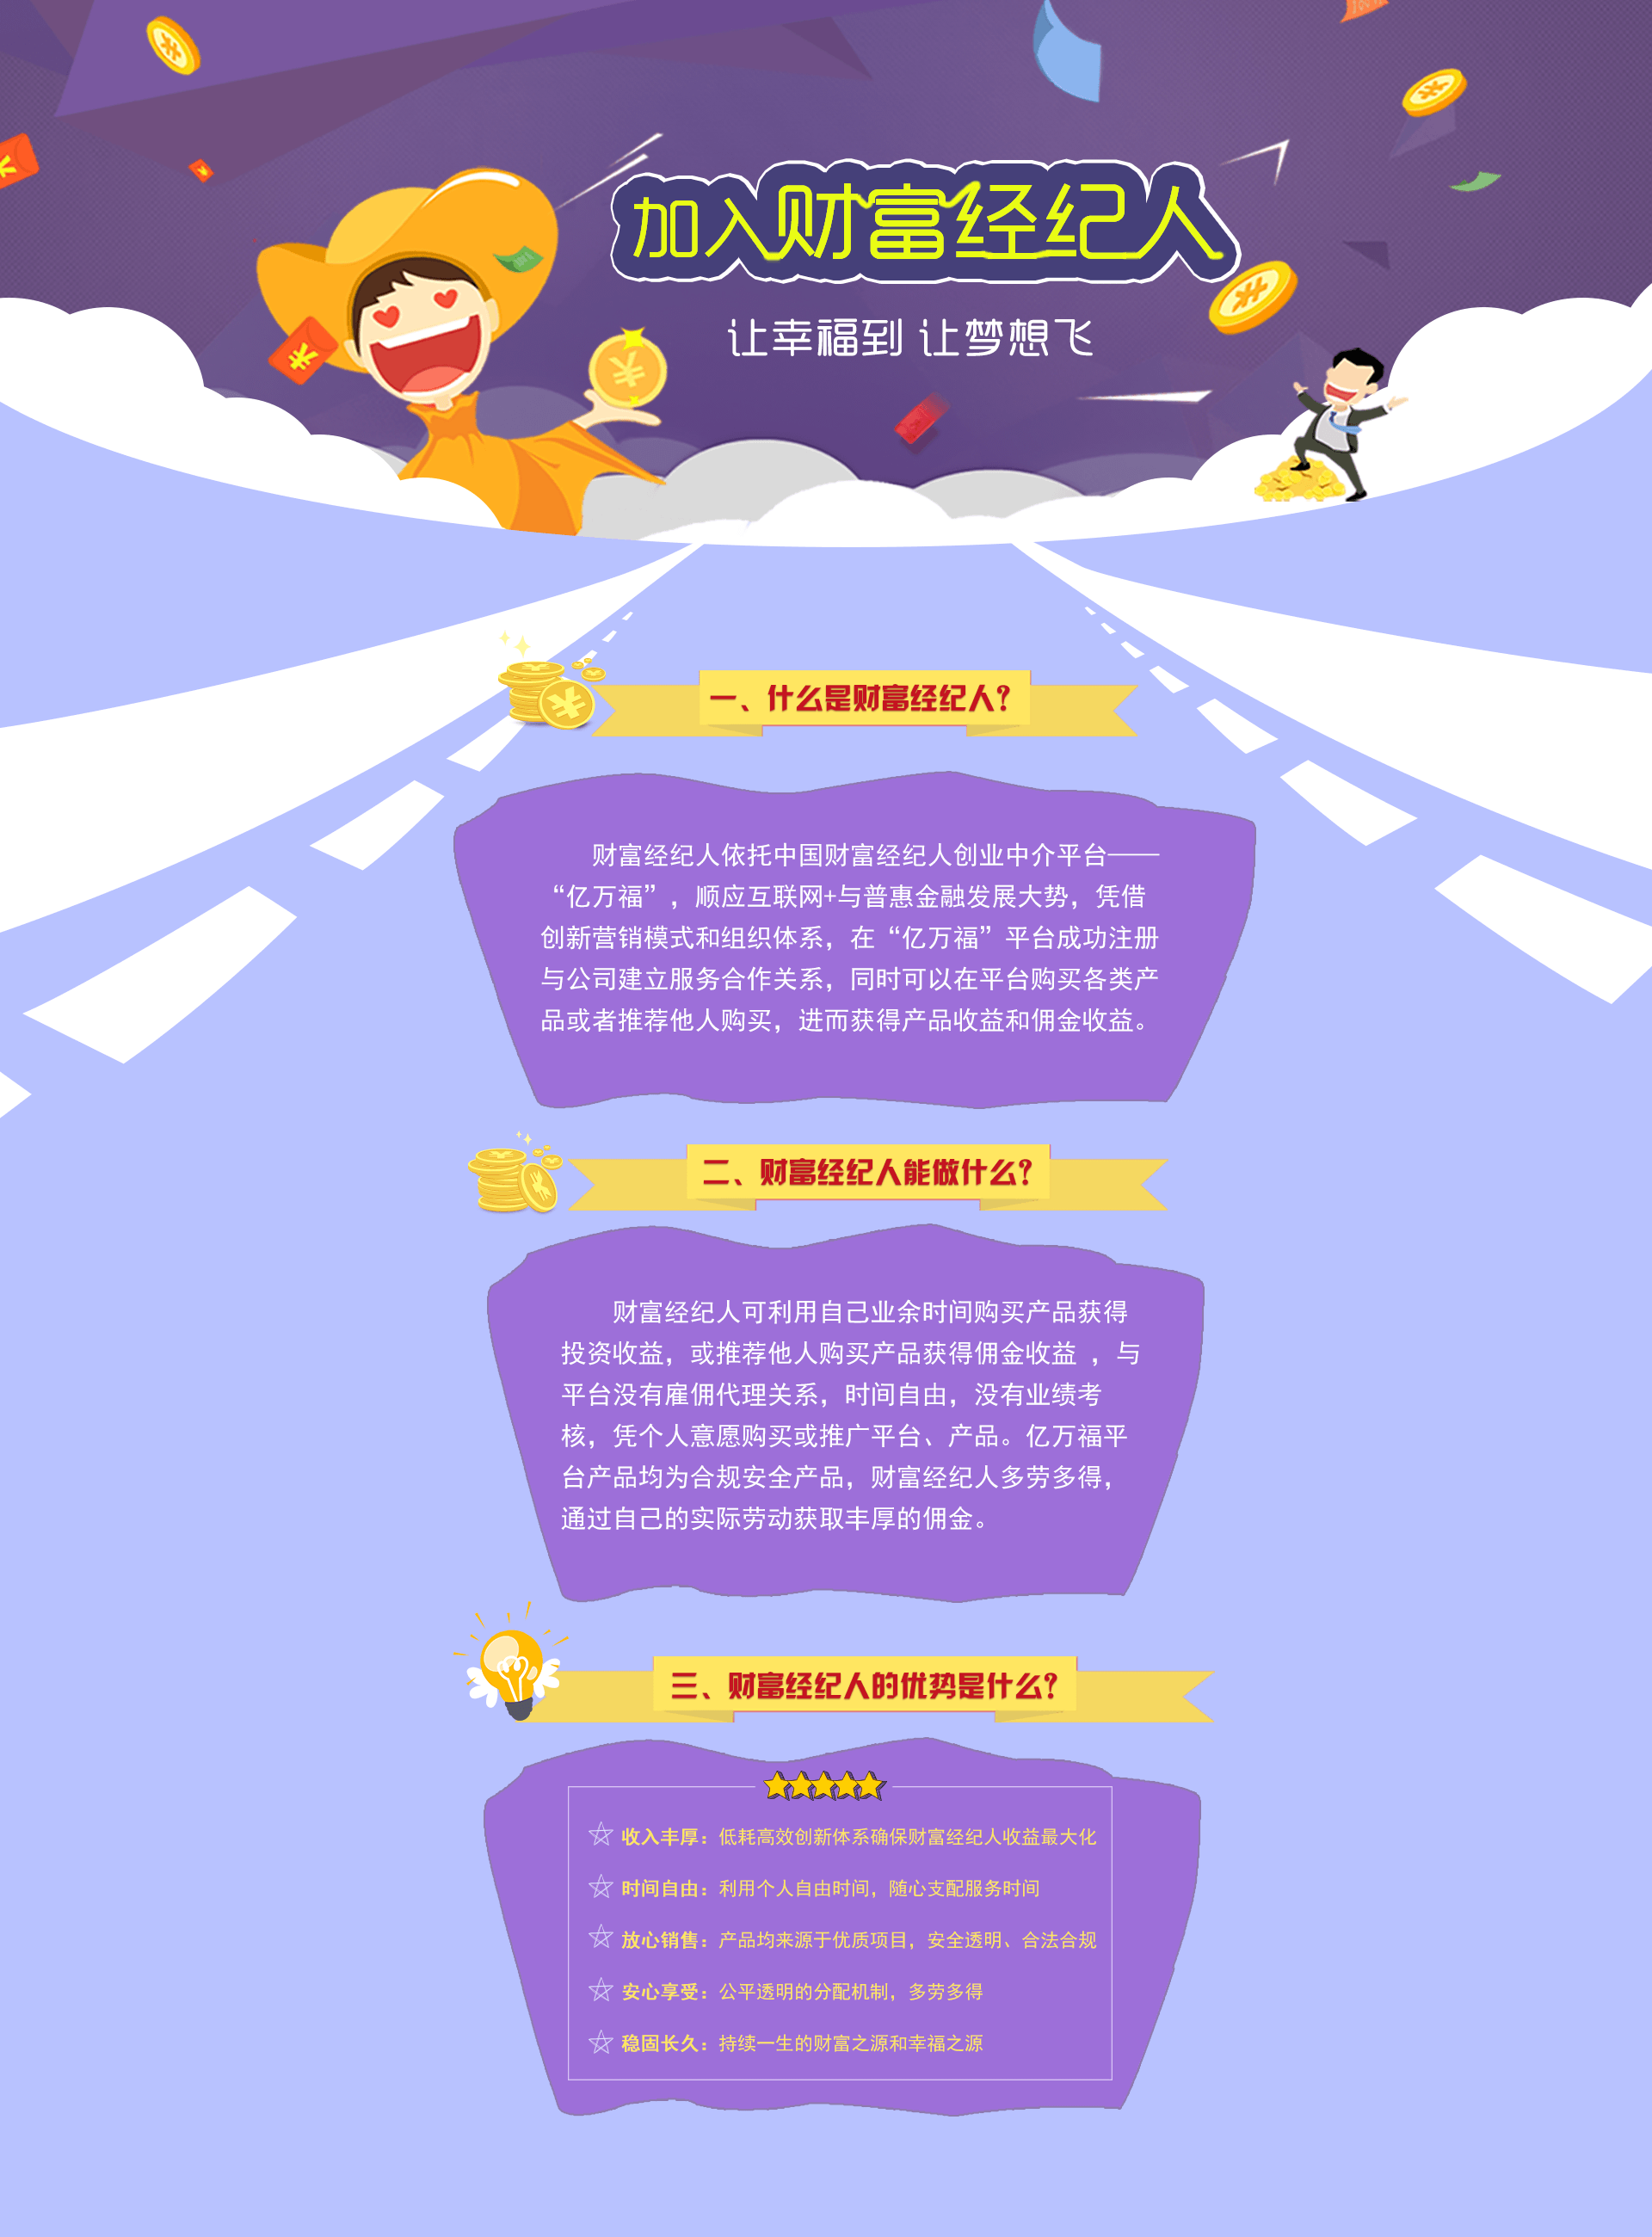 加入财富经纪人
让幸福到 让梦想飞
一、什么是财富经纪人?
财富经纪人依托中国财富经纪人创业中介平台——
“亿万福”，顺应互联网+与普惠金融发展大势，凭借
创新营销模式和组织体系，在“亿万福”平台成功注册
与公司建立服务合作关系，同时可以在平台购买各类产
品或者推荐他人购买，进而获得产品收益和佣金收益。
二、财富经纪人能做什么?
财富经纪人可利用自己业余时间购买产品获得
投资收益，或推荐他人购买产品获得佣金收益 ，与
平台没有雇佣代理关系，时间自由，没有业绩考
核，凭个人意愿购买或推广平台、产品。亿万福平
台产品均为合规安全产品，财富经纪人多劳多得，
通过自己的实际劳动获取丰厚的佣金。
三、财富经纪人的优势是什么?
收入丰厚：低耗高效创新体系确保财富经纪人收益最大化
时间自由：利用个人自由时间，随心支配服务时间
放心销售：产品均来源于优质项目，安全透明、合法合规
安心享受：公平透明的分配机制，多劳多得
稳固长久：持续一生的财富之源和幸福之源